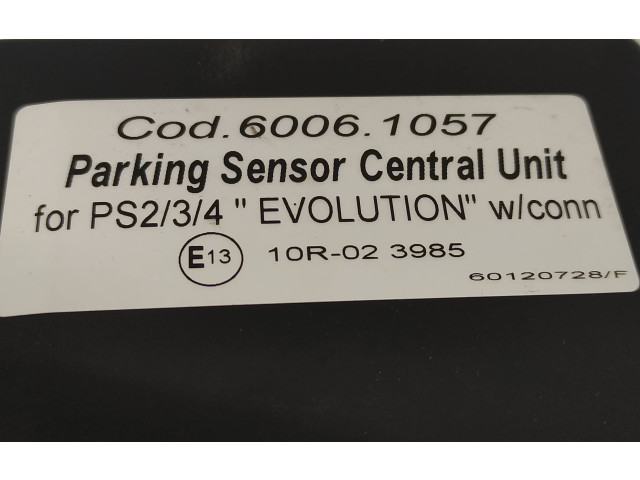 Cod.6006.1057
Parking Sensor Central Unit
for PS2/3/4 " EVOLUTION" w/conn
E13 10R-02 3985
60120728/F